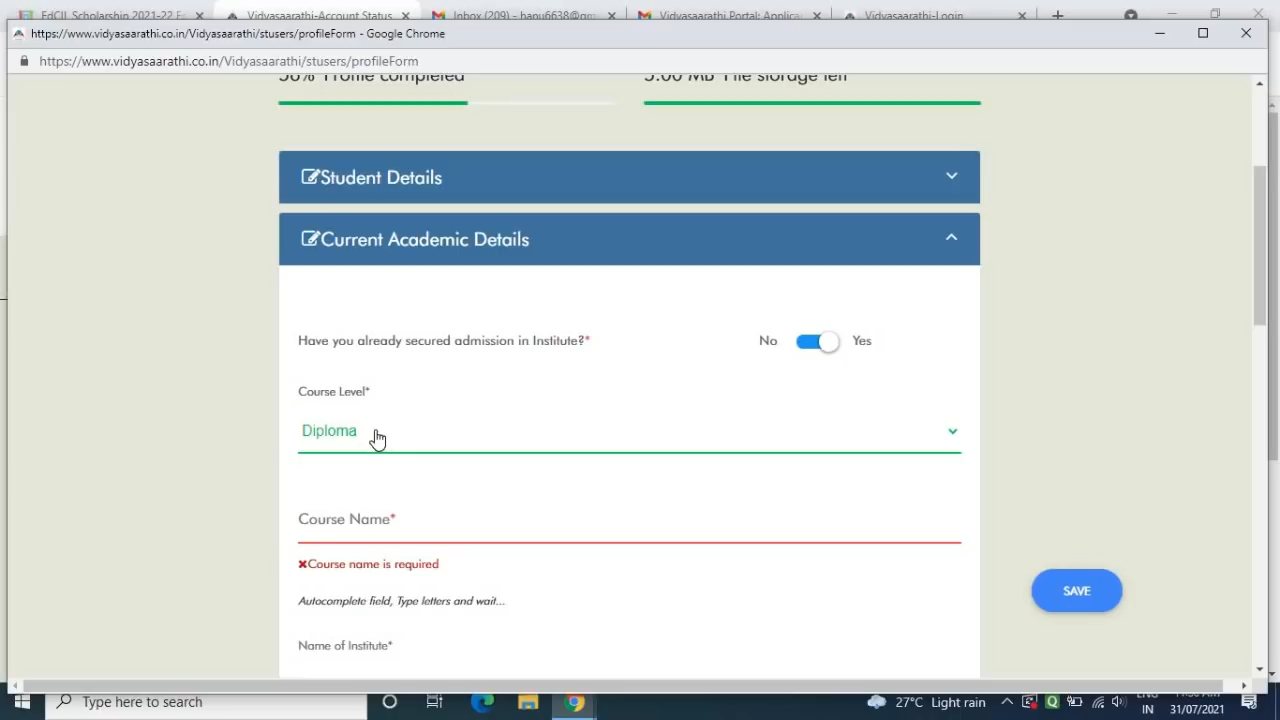 EdCIL Scholarship 2021-22 Ex
Vidyasaarathi-Account Status
Inbox (209) - banu6638@gm
Vidyasaarathi Portal: Applica
Vidyasaarathi-Login
https://www.vidyasaarathi.co.in/Vidyasaarathi/stusers/profileForm - Google Chrome
https://www.vidyasaarathi.co.in/Vidyasaarathi/stusers/profileForm
56% Profile completed
5.00 MB File storage left
Student Details
Current Academic Details
Have you already secured admission in Institute?*
No
Yes
Course Level*
Diploma
Course Name*
Course name is required
Autocomplete field, Type letters and wait...
SAVE
Name of Institute*
Type here to search
27°C Light rain
ENG
IN
31/07/2021